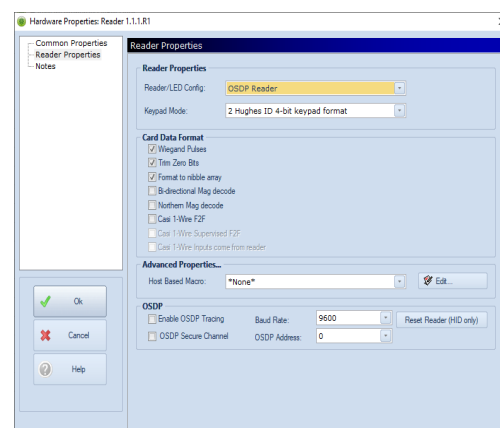 Hardware Properties: Reader 1.1.1.R1
Common Properties
Reader Properties
Notes
Reader Properties
Reader Properties
Reader/LED Config: OSDP Reader
Keypad Mode: 2 Hughes ID 4-bit keypad format
Card Data Format
Wiegand Pulses
Trim Zero Bits
Format to nibble array
Bi-directional Mag decode
Northern Mag decode
Casi 1-Wire F2F
Casi 1-Wire Supervised F2F
Casi 1-Wire Inputs come from reader
Advanced Properties...
Host Based Macro: *None* Edit...
Ok
Cancel
Help
OSDP
Enable OSDP Tracing Baud Rate: 9600 Reset Reader (HID only)
OSDP Secure Channel OSDP Address: 0